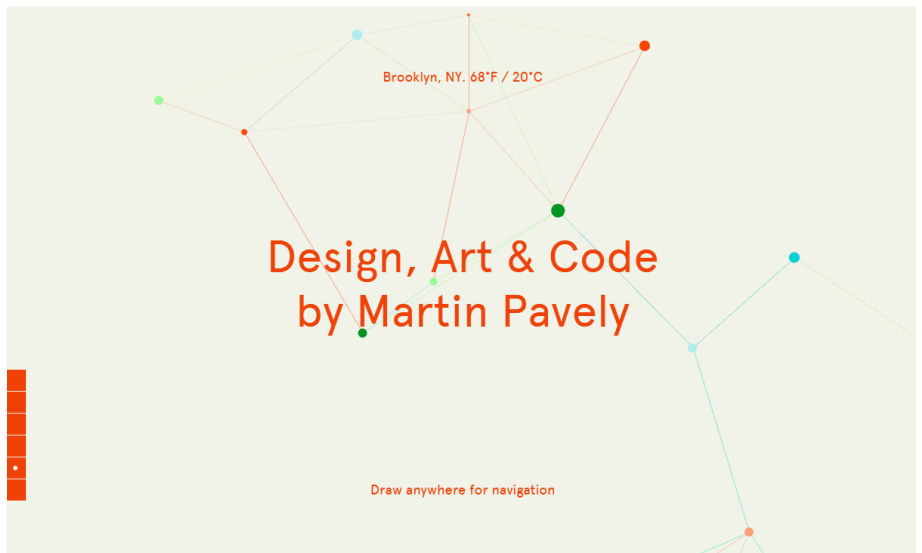 Brooklyn, NY. 68°F / 20°C
Design, Art & Code
by Martin Pavely
Draw anywhere for navigation